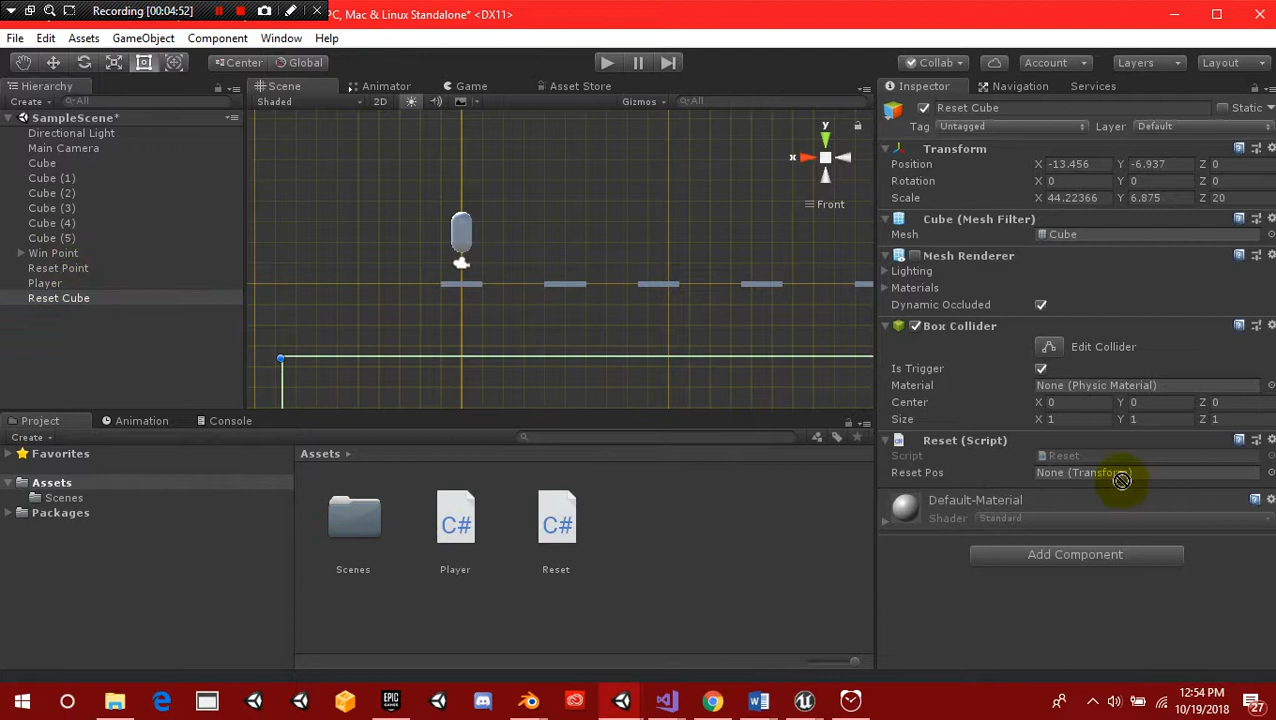 Recording [00:04:52]
PC, Mac & Linux Standalone* <DX11>
File Edit Assets GameObject Component Window Help
Center Global
Collab Account Layers Layout
Hierarchy
Create All
SampleScene*
Directional Light
Main Camera
Cube
Cube (1)
Cube (2)
Cube (3)
Cube (4)
Cube (5)
Win Point
Reset Point
Player
Reset Cube
Scene Animator Game Asset Store
Shaded 2D Gizmos All
y
x
Front
Inspector Navigation Services
Reset Cube Static
Tag Untagged Layer Default
Transform
Position X -13.456 Y -6.937 Z 0
Rotation X 0 Y 0 Z 0
Scale X 44.22366 Y 6.875 Z 20
Cube (Mesh Filter)
Mesh Cube
Mesh Renderer
Lighting
Materials
Dynamic Occluded
Box Collider
Edit Collider
Is Trigger
Material None (Physic Material)
Center X 0 Y 0 Z 0
Size X 1 Y 1 Z 1
Reset (Script)
Script Reset
Reset Pos None (Transform)
Default-Material
Shader Standard
Add Component
Project Animation Console
Create
Favorites
Assets
Scenes
Packages
Assets
C#
C#
Scenes
Player
Reset
EPIC GAMES
12:54 PM
10/19/2018
27